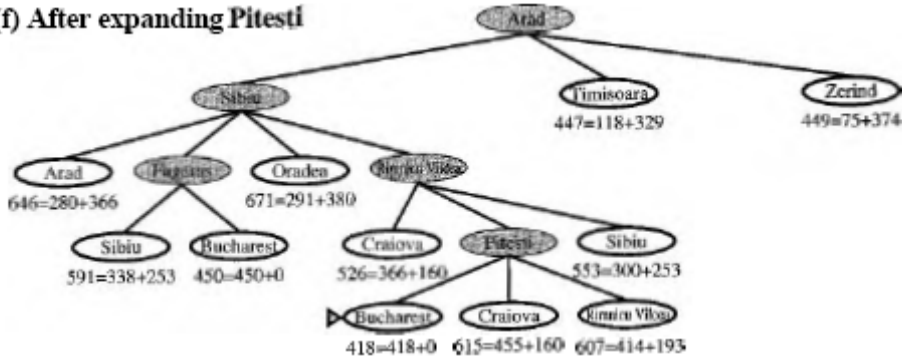 f) After expanding Pitesti
Arad
Sibiu Timisoara Zerind
447=118+329 449=75+374
Arad Fagaras Oradea Rimnicu Vilcea
646=280+366 671=291+380
Sibiu Bucharest Craiova Pitesti Sibiu
591=338+253 450=450+0 526=366+160 553=300+253
Bucharest Craiova Rimnicu Vilcea
418=418+0 615=455+160 607=414+193